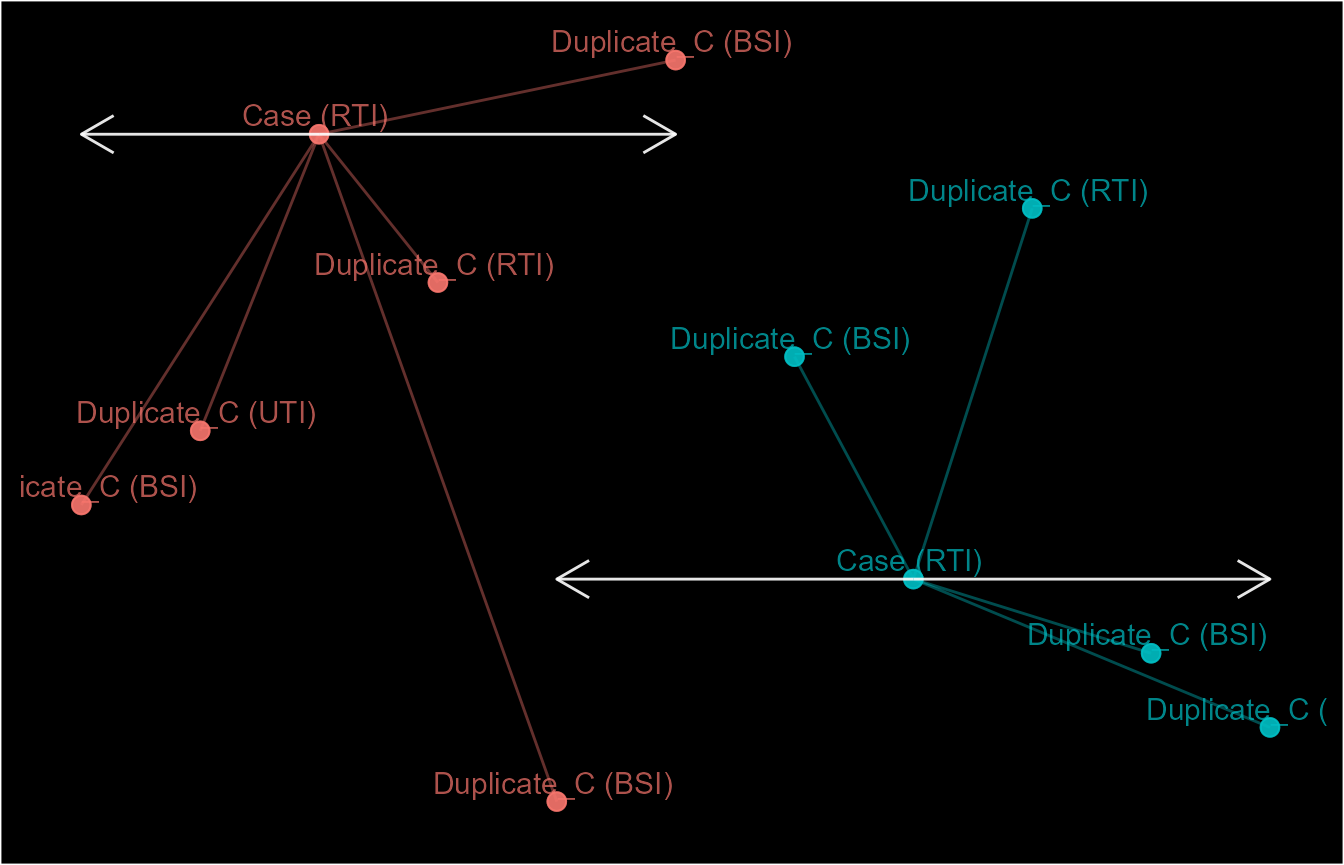 Duplicate_C (BSI)
Case (RTI)
Duplicate_C (RTI)
Duplicate_C (RTI)
Duplicate_C (BSI)
Duplicate_C (UTI)
icate_C (BSI)
Case (RTI)
Duplicate_C (BSI)
Duplicate_C (
Duplicate_C (BSI)